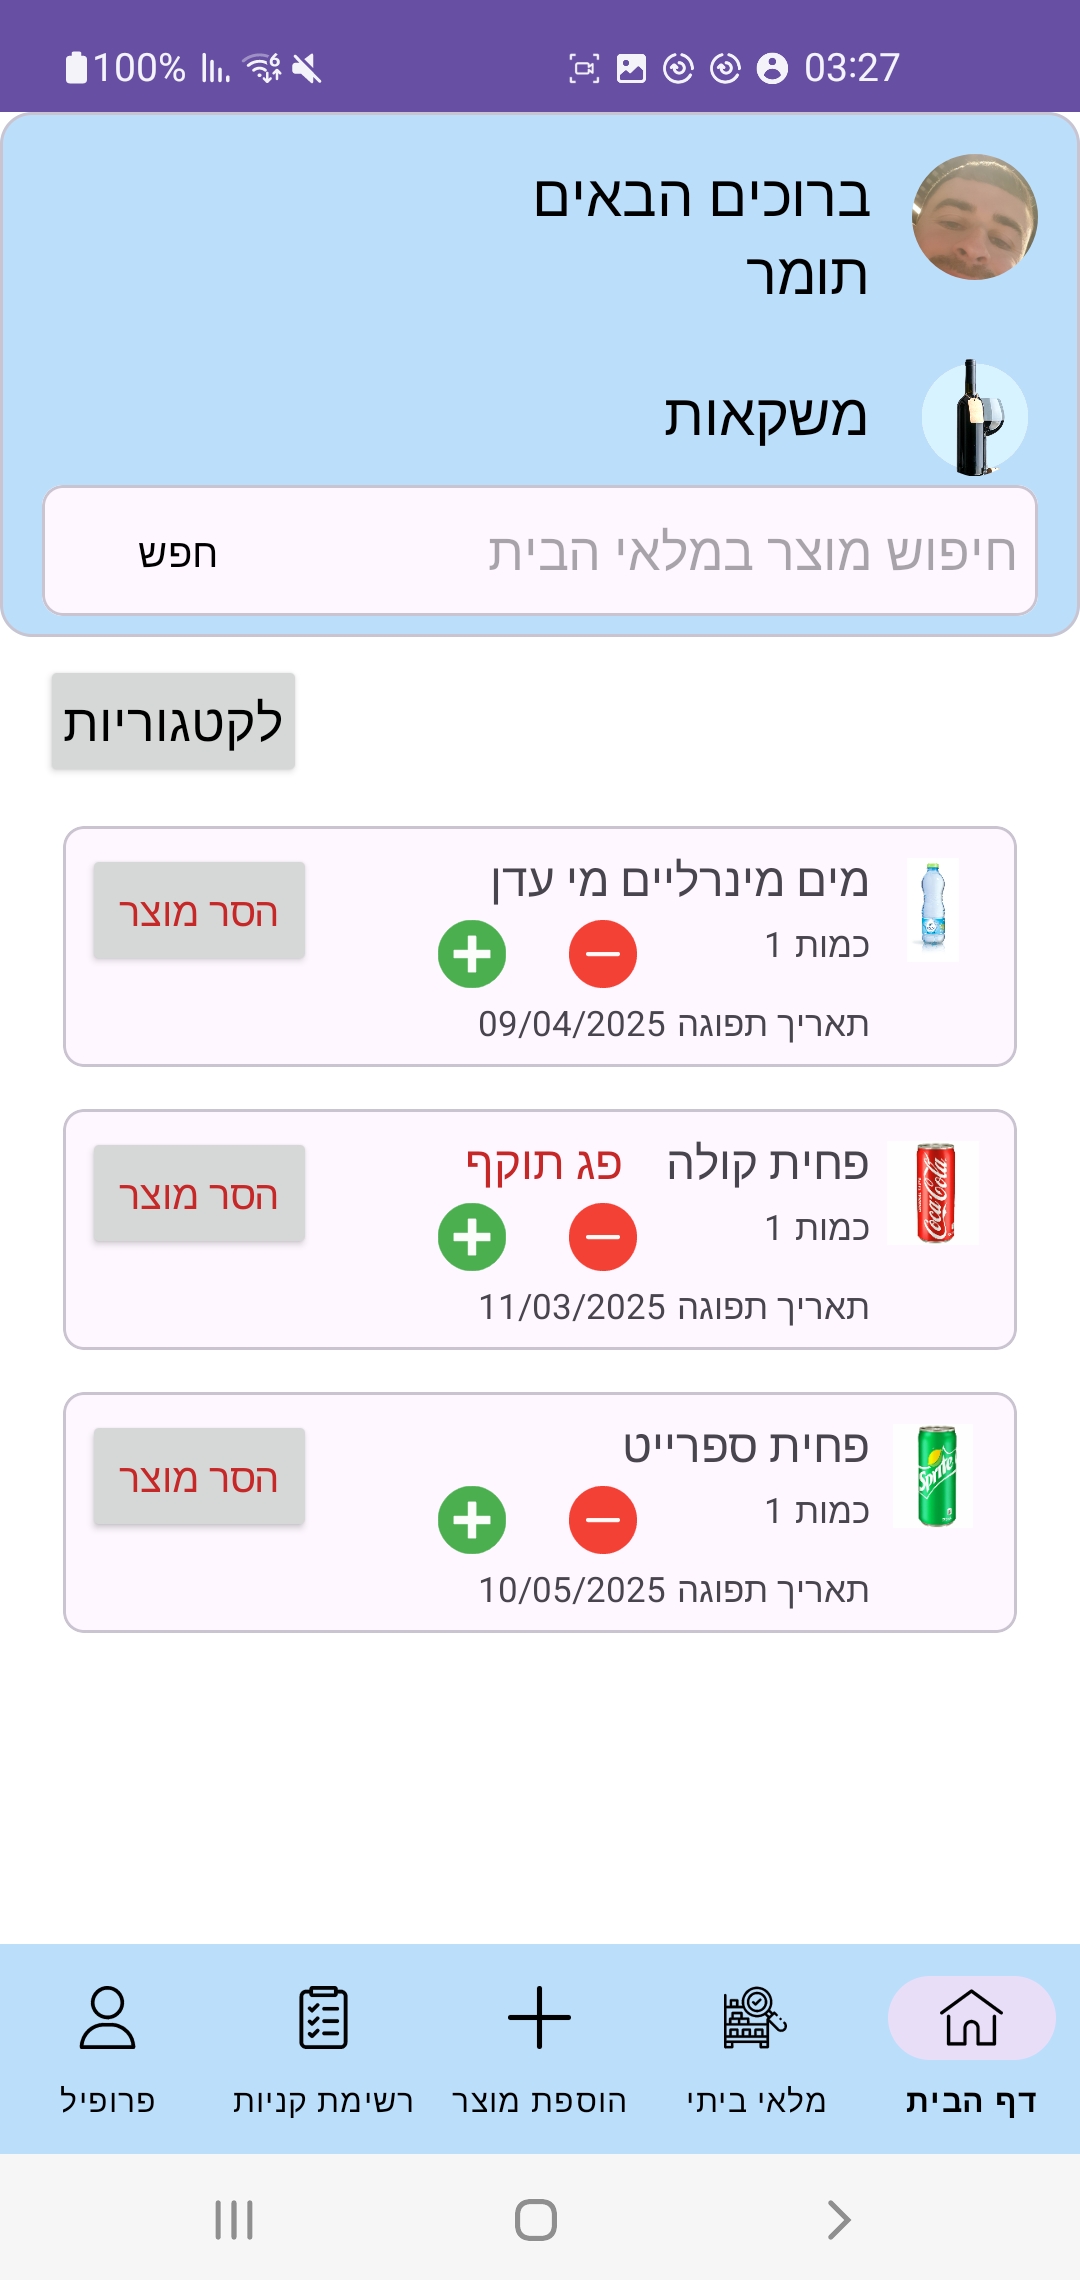 100% 03:27
ברוכים הבאים
תומר
משקאות
חיפוש מוצר במלאי הבית חפש
לקטגוריות
מים מינרליים מי עדן הסר מוצר
כמות 1
תאריך תפוגה 09/04/2025
פחית קולה פג תוקף הסר מוצר
כמות 1
תאריך תפוגה 11/03/2025
Coca-Cola
פחית ספרייט הסר מוצר
כמות 1
תאריך תפוגה 10/05/2025
Sprite
דף הבית מלאי ביתי הוספת מוצר רשימת קניות פרופיל